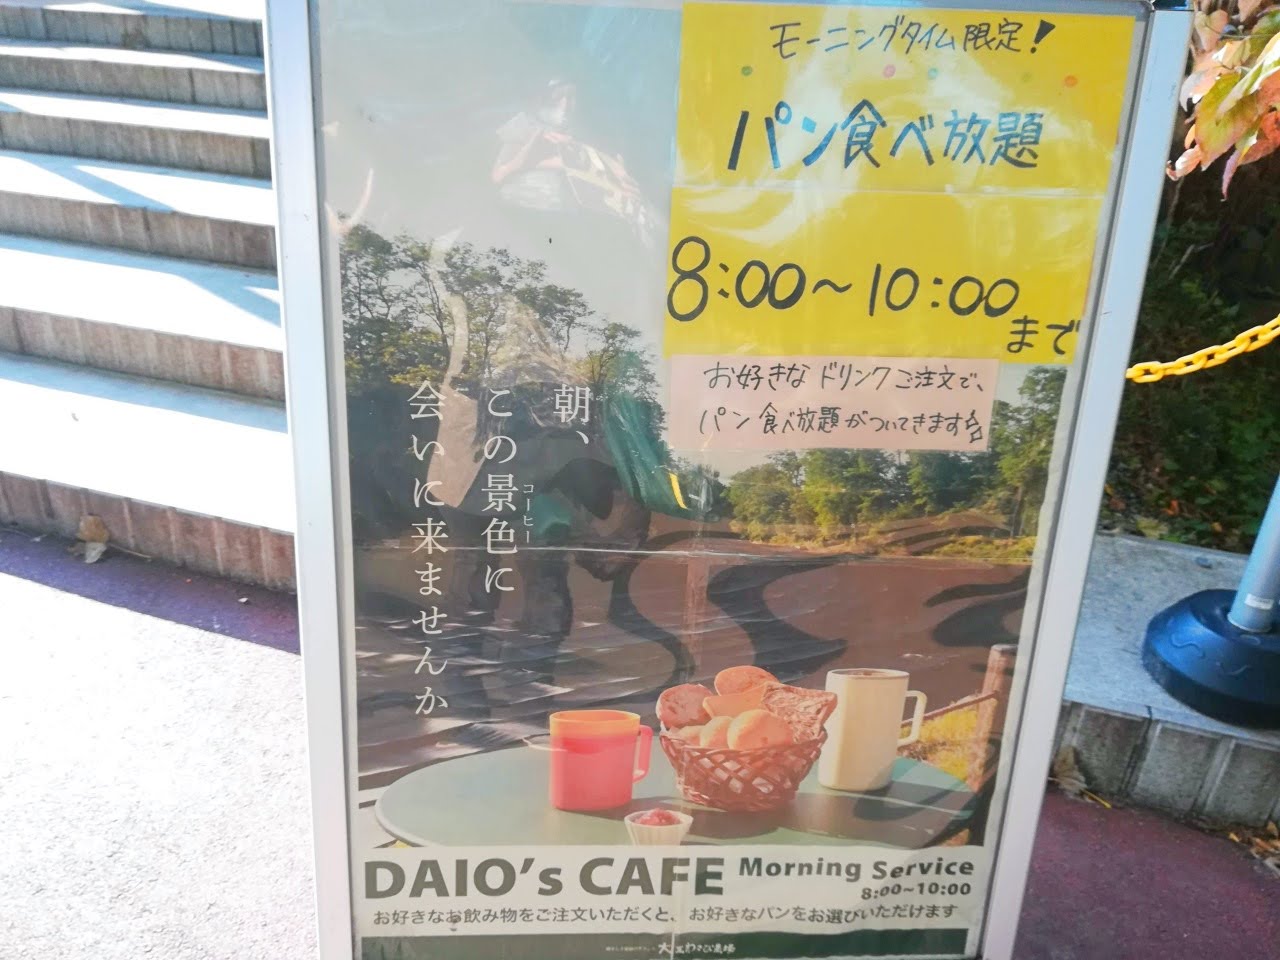 モーニングタイム限定!
パン食べ放題
8:00～10:00まで
お好きなドリンクご注文で、
パン食べ放題がついてきます
朝、
この景色に
コーヒー
会いに来ませんか
DAIO's CAFE Morning Service
8:00~10:00
お好きなお飲み物をご注文いただくと、お好きなパンをお選びいただけます
大王わさび農場